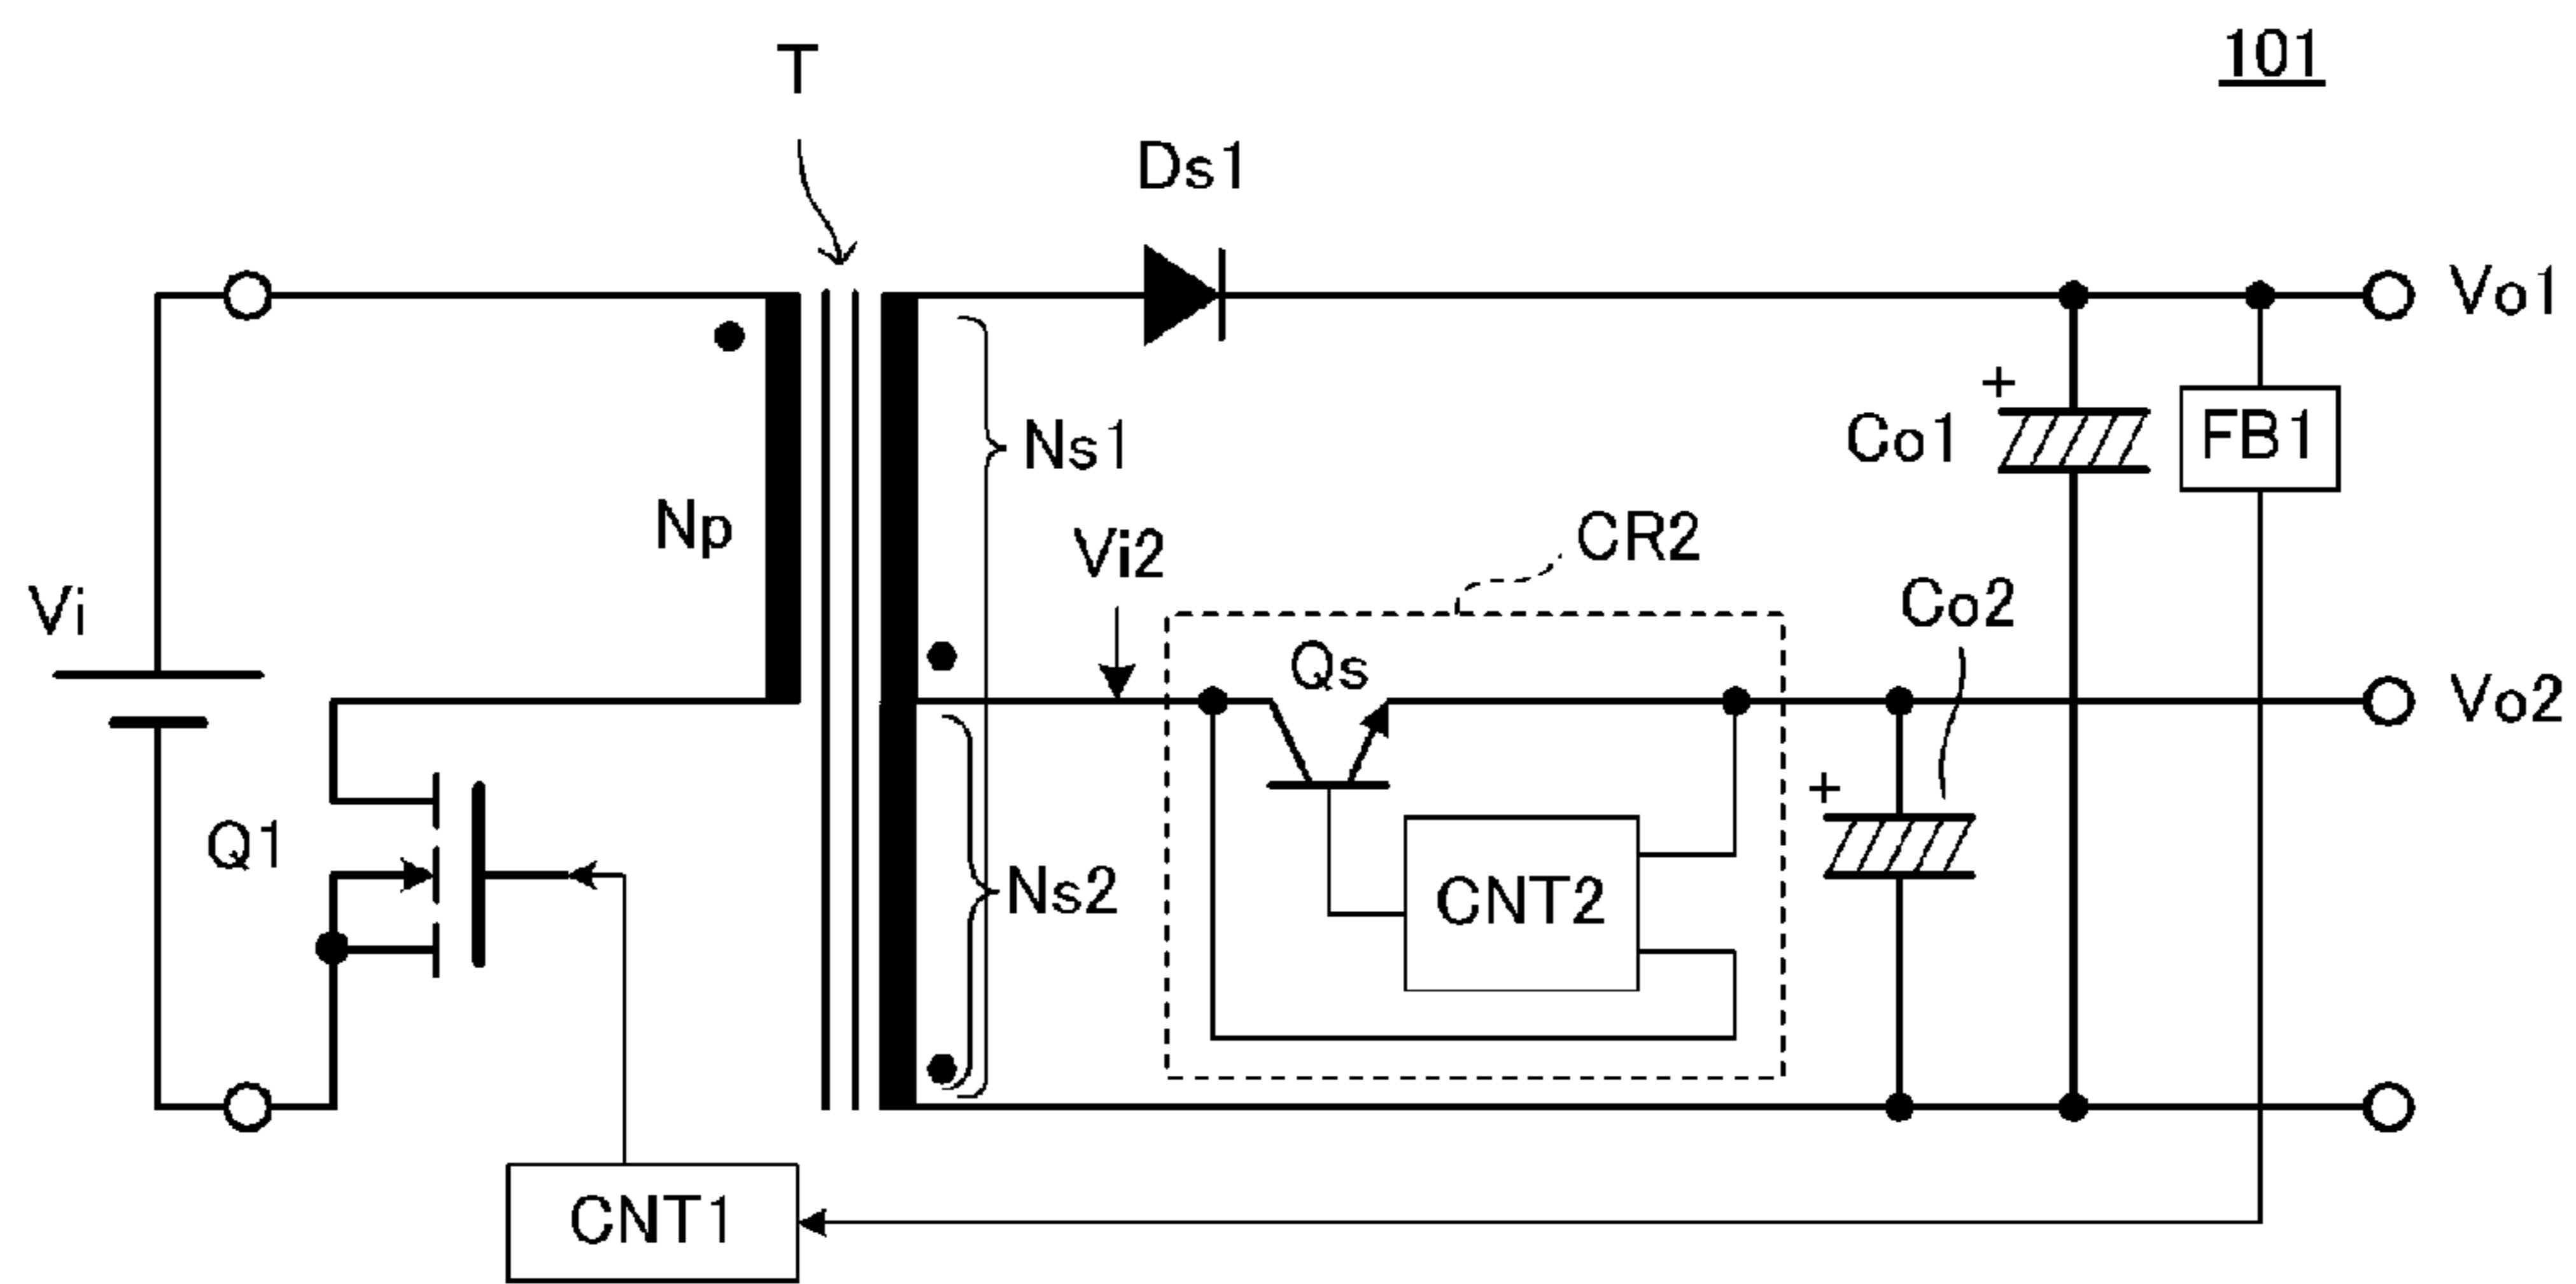 101
T
Ds1
Vo1
Ns1
Co1
+
FB1
Np
Vi2
CR2
Vi
Co2
Qs
Vo2
Q1
+
Ns2
CNT2
CNT1